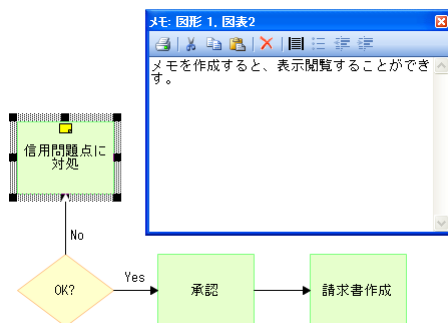 メモ: 図形 1, 図表2
メモを作成すると、表示閲覧することができま
す。
信用問題点に
対処
No
OK?
Yes
承認
請求書作成